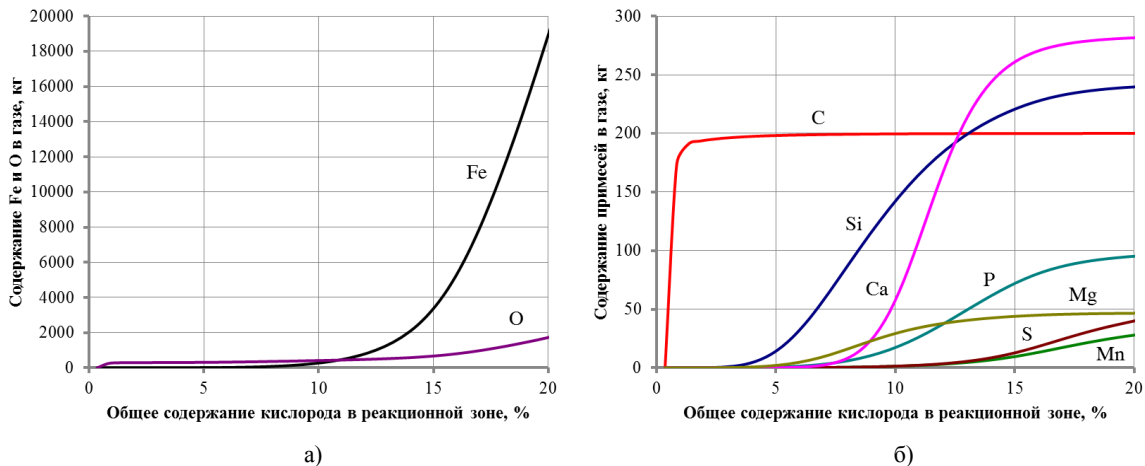 Содержание Fe и O в газе, кг
20000
18000
16000
14000
12000
10000
8000
6000
4000
2000
0
Fe
O
0
5
10
15
20
Общее содержание кислорода в реакционной зоне, %
а)
Содержание примесей в газе, кг
300
250
200
150
100
50
0
C
Si
Ca
P
Mg
S
Mn
0
5
10
15
20
Общее содержание кислорода в реакционной зоне, %
б)